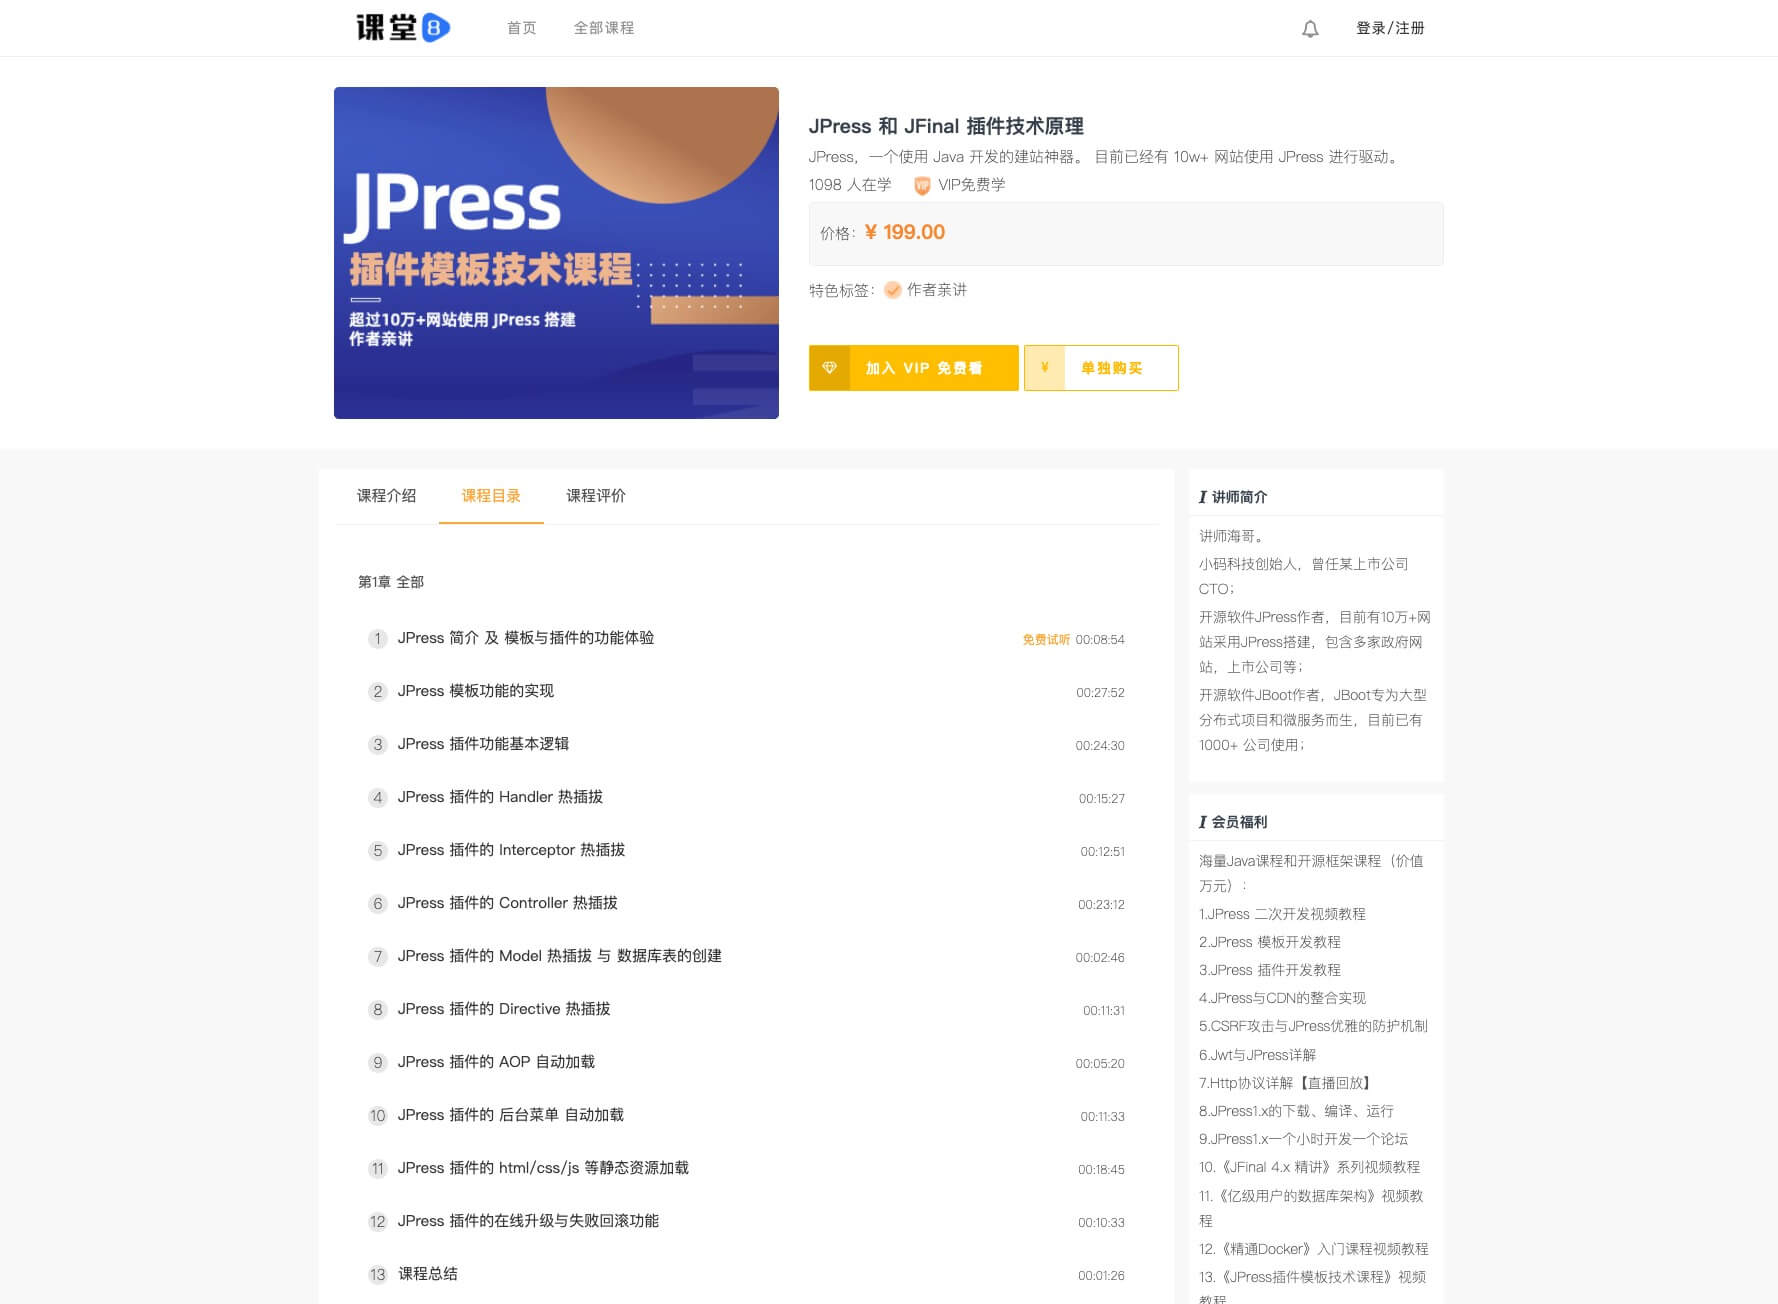 课堂8
首页
全部课程
登录/注册
JPress
插件模板技术课程
超过10万+网站使用 JPress 搭建
作者亲讲
JPress 和 JFinal 插件技术原理
JPress，一个使用 Java 开发的建站神器。 目前已经有 10w+ 网站使用 JPress 进行驱动。
1098 人在学 VIP VIP免费学
价格: ¥ 199.00
特色标签: 作者亲讲
加入 VIP 免费看
¥ 单独购买
课程介绍
课程目录
课程评价
第1章 全部
1 JPress 简介 及 模板与插件的功能体验 免费试听 00:08:54
2 JPress 模板功能的实现 00:27:52
3 JPress 插件功能基本逻辑 00:24:30
4 JPress 插件的 Handler 热插拔 00:15:27
5 JPress 插件的 Interceptor 热插拔 00:12:51
6 JPress 插件的 Controller 热插拔 00:23:12
7 JPress 插件的 Model 热插拔 与 数据库表的创建 00:02:46
8 JPress 插件的 Directive 热插拔 00:11:31
9 JPress 插件的 AOP 自动加载 00:05:20
10 JPress 插件的 后台菜单 自动加载 00:11:33
11 JPress 插件的 html/css/js 等静态资源加载 00:18:45
12 JPress 插件的在线升级与失败回滚功能 00:10:33
13 课程总结 00:01:26
I 讲师简介
讲师海哥。
小码科技创始人，曾任某上市公司
CTO；
开源软件JPress作者，目前有10万+网
站采用JPress搭建，包含多家政府网
站，上市公司等；
开源软件JBoot作者，JBoot专为大型
分布式项目和微服务而生，目前已有
1000+ 公司使用；
I 会员福利
海量Java课程和开源框架课程（价值
万元）:
1.JPress 二次开发视频教程
2.JPress 模板开发教程
3.JPress 插件开发教程
4.JPress与CDN的整合实现
5.CSRF攻击与JPress优雅的防护机制
6.Jwt与JPress详解
7.Http协议详解【直播回放】
8.JPress1.x的下载、编译、运行
9.JPress1.x一个小时开发一个论坛
10.《JFinal 4.x 精讲》系列视频教程
11.《亿级用户的数据库架构》视频教
程
12.《精通Docker》入门课程视频教程
13.《JPress插件模板技术课程》视频
教程